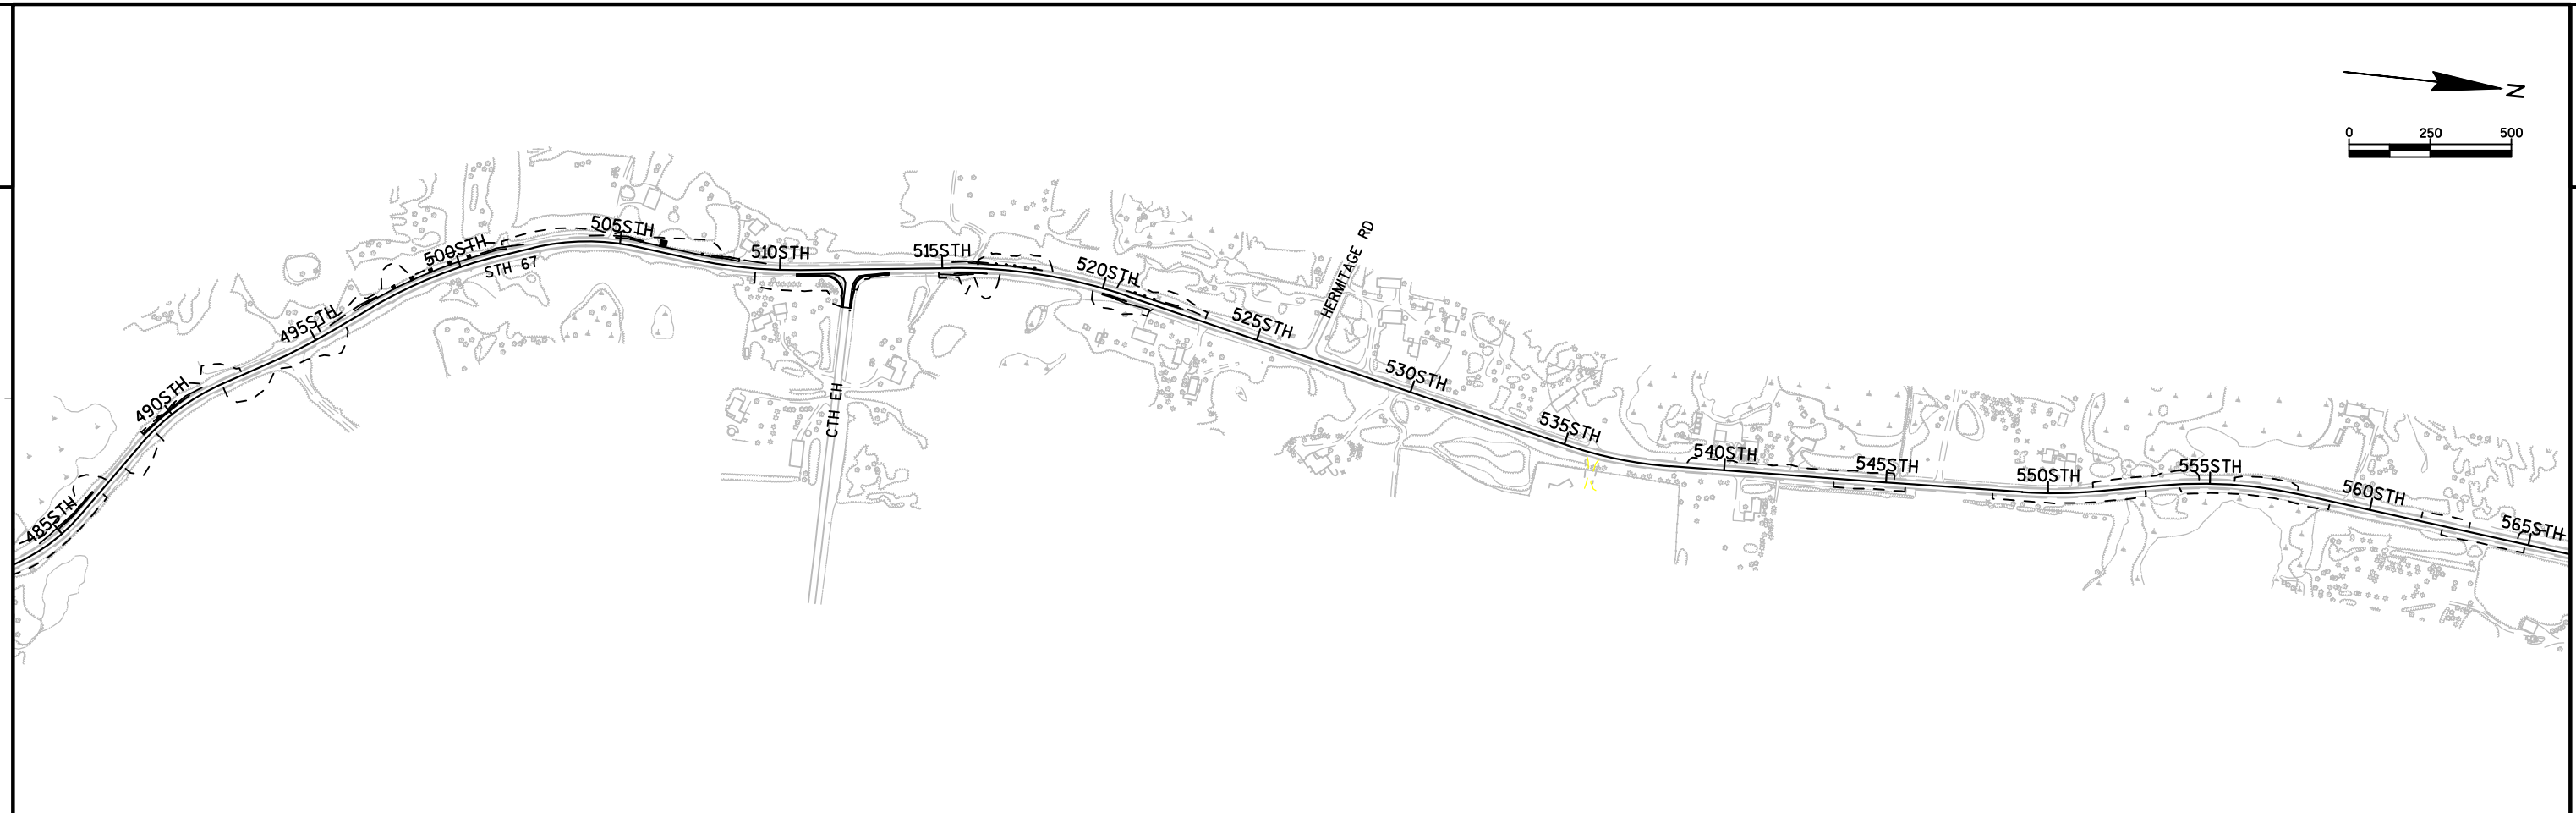 N
0 250 500
HERMITAGE RD
505STH
500STH
510STH
515STH
STH 67
520STH
495STH
525STH
530STH
490STH
CTH EH
535STH
540STH
545STH
550STH
555STH
485STH
560STH
565STH